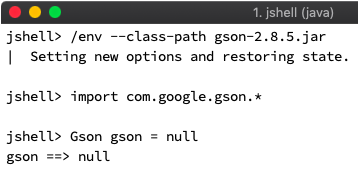 1. jshell (java)
jshell> /env --class-path gson-2.8.5.jar
|  Setting new options and restoring state.
jshell> import com.google.gson.*
jshell> Gson gson = null
gson ==> null